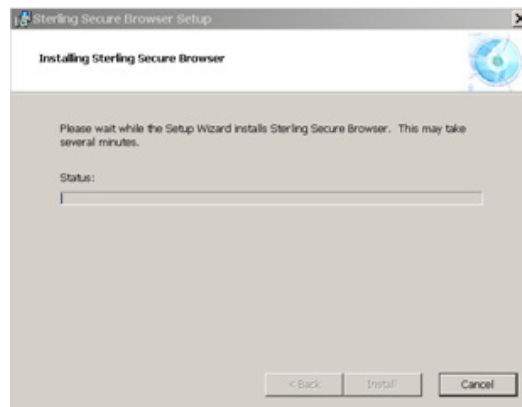 Sterling Secure Browser Setup
Installing Sterling Secure Browser
Please wait while the Setup Wizard installs Sterling Secure Browser. This may take
several minutes.
Status:
< Back Install Cancel